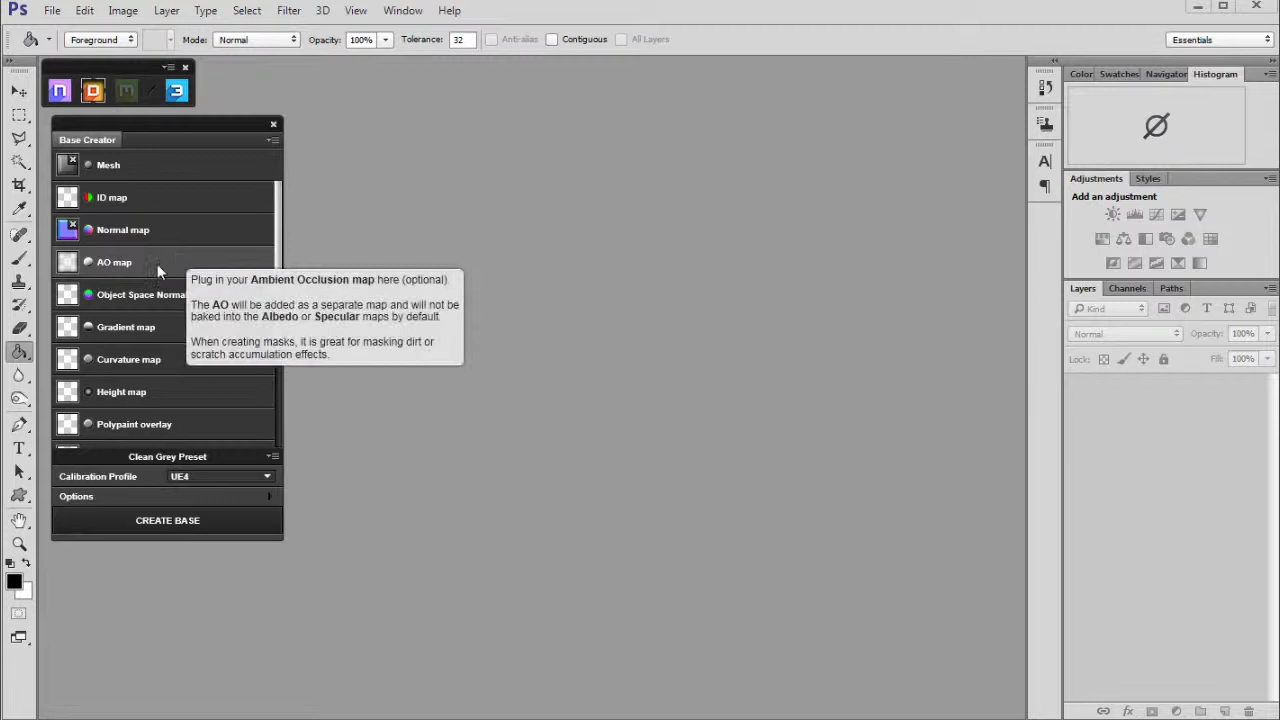 Ps File Edit Image Layer Type Select Filter 3D View Window Help
Foreground Mode: Normal Opacity: 100% Tolerance: 32 Anti-alias Contiguous All Layers Essentials
Color Swatches Navigator Histogram
Base Creator
Mesh
ID map
Normal map
AO map
Object Space Norma
Gradient map
Curvature map
Height map
Polypaint overlay
Clean Grey Preset
Calibration Profile UE4
Options
CREATE BASE
Plug in your Ambient Occlusion map here (optional).
The AO will be added as a separate map and will not be
baked into the Albedo or Specular maps by default.
When creating masks, it is great for masking dirt or
scratch accumulation effects.
Adjustments Styles
Add an adjustment
Layers Channels Paths
Kind
Normal Opacity: 100%
Lock: Fill: 100%